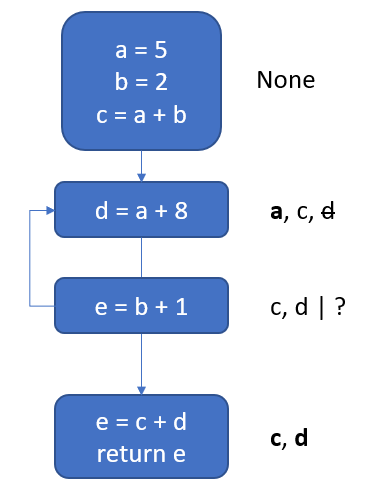 a = 5
b = 2
c = a + b
None
d = a + 8
a, c, d
e = b + 1
c, d | ?
e = c + d
return e
c, d